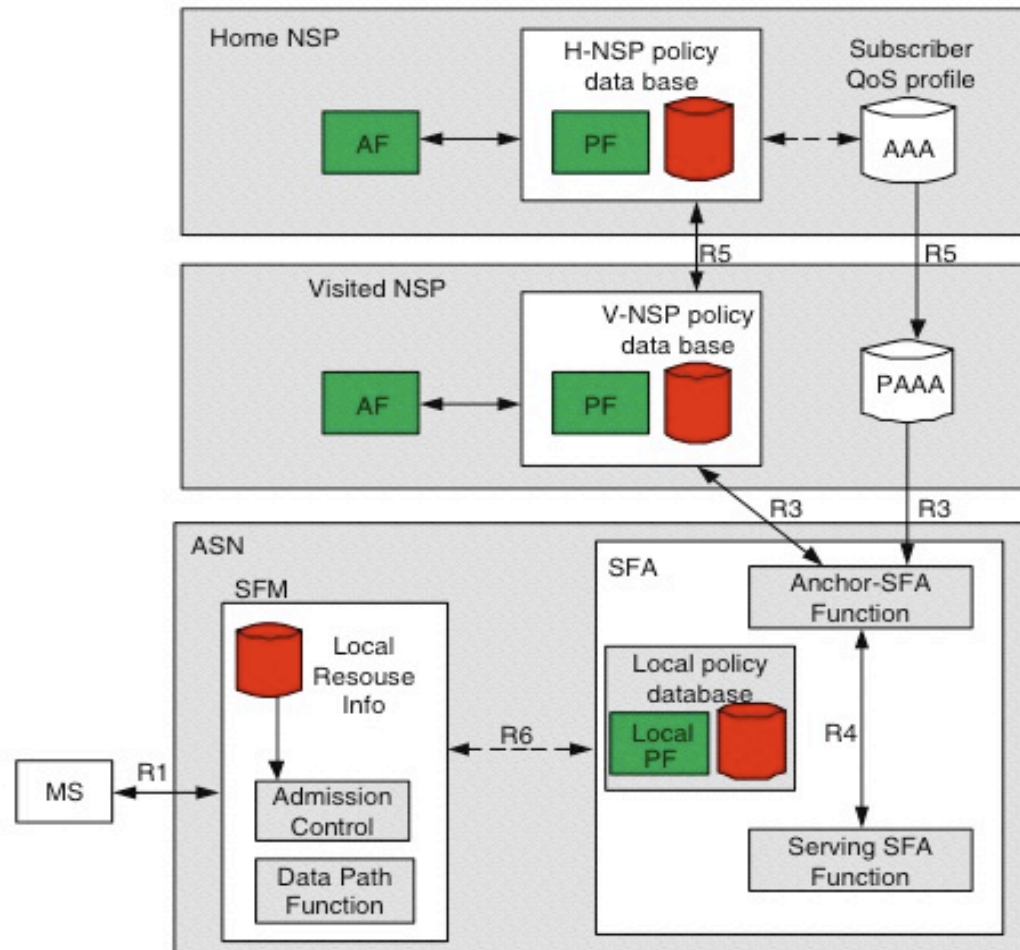 Home NSP
H-NSP policy
data base
Subscriber
QoS profile
AF
PF
AAA
R5
R5
Visited NSP
V-NSP policy
data base
AF
PF
PAAA
R3
R3
ASN
SFM
Local
Resouse
Info
Admission
Control
Data Path
Function
MS
R1
R6
SFA
Anchor-SFA
Function
Local policy
database
Local
PF
R4
Serving SFA
Function